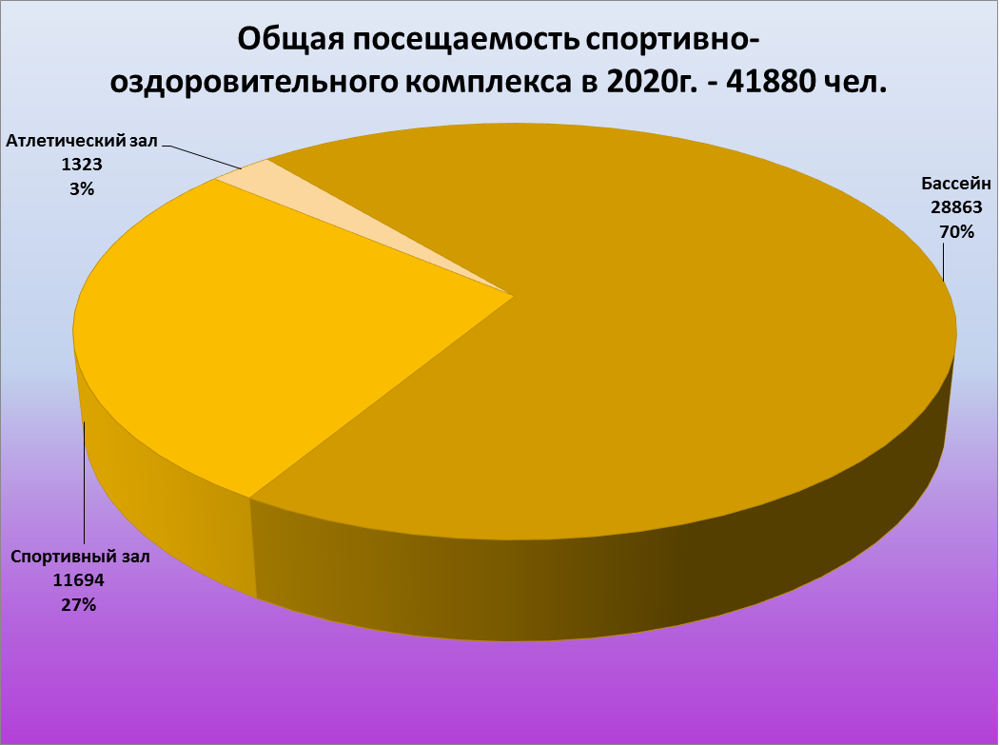 Общая посещаемость спортивно-
оздоровительного комплекса в 2020г. - 41880 чел.
Атлетический зал
1323
3%
Бассейн
28863
70%
Спортивный зал
11694
27%